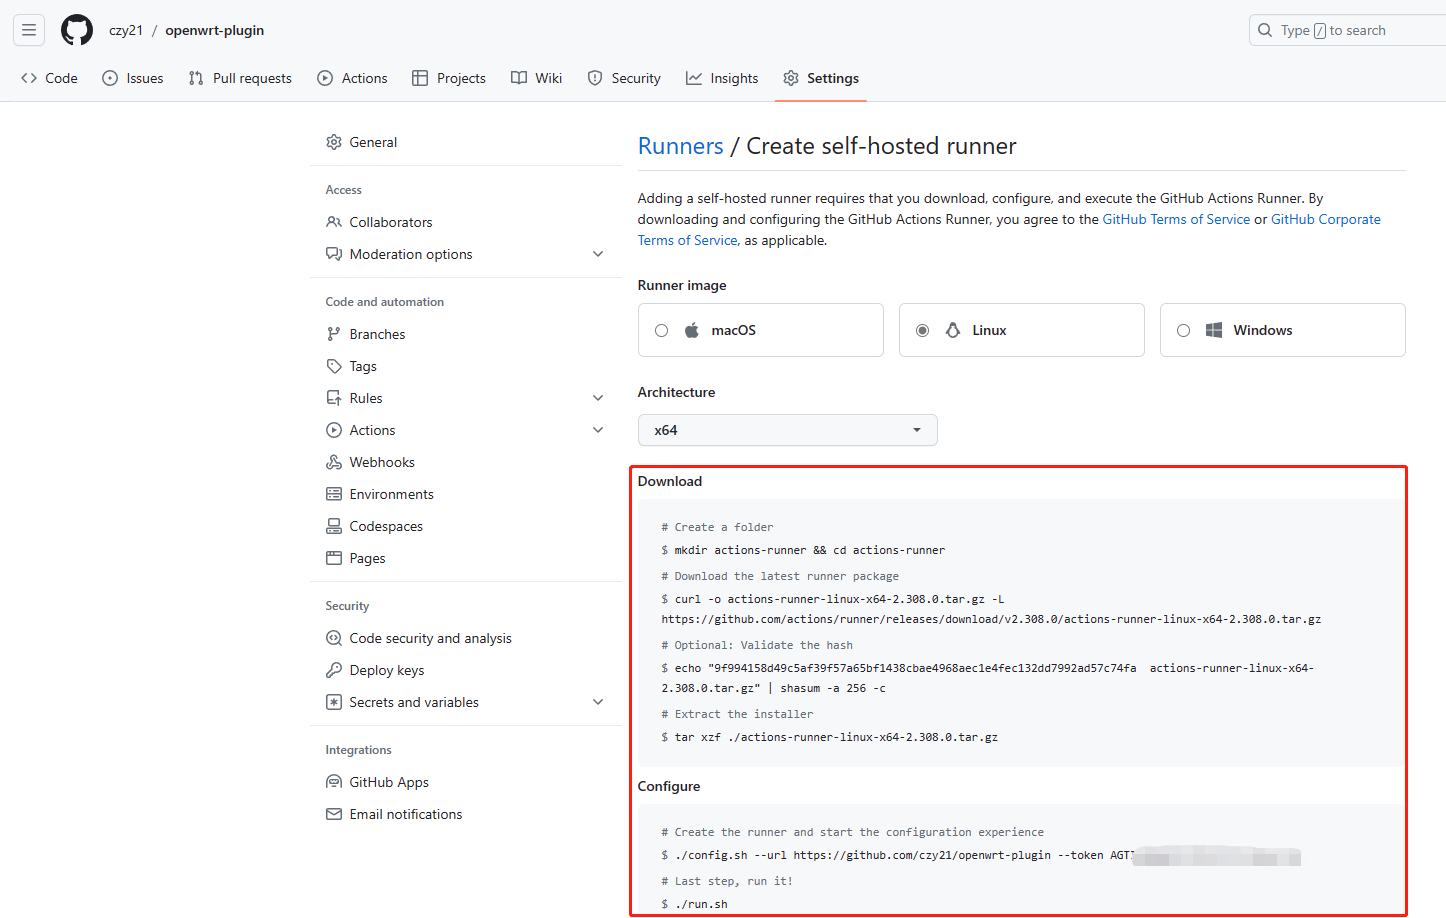 czy21 / openwrt-plugin
Type / to search
Code Issues Pull requests Actions Projects Wiki Security Insights Settings
General
Access
Collaborators
Moderation options
Code and automation
Branches
Tags
Rules
Actions
Webhooks
Environments
Codespaces
Pages
Security
Code security and analysis
Deploy keys
Secrets and variables
Integrations
GitHub Apps
Email notifications
Runners / Create self-hosted runner
Adding a self-hosted runner requires that you download, configure, and execute the GitHub Actions Runner. By
downloading and configuring the GitHub Actions Runner, you agree to the GitHub Terms of Service or GitHub Corporate
Terms of Service, as applicable.
Runner image
macOS Linux Windows
Architecture
x64
Download
# Create a folder
$ mkdir actions-runner && cd actions-runner
# Download the latest runner package
$ curl -o actions-runner-linux-x64-2.308.0.tar.gz -L
https://github.com/actions/runner/releases/download/v2.308.0/actions-runner-linux-x64-2.308.0.tar.gz
# Optional: Validate the hash
$ echo "9f994158d49c5af39f57a65bf1438cbae4968aec1e4fec132dd7992ad57c74fa  actions-runner-linux-x64-
2.308.0.tar.gz" | shasum -a 256 -c
# Extract the installer
$ tar xzf ./actions-runner-linux-x64-2.308.0.tar.gz
Configure
# Create the runner and start the configuration experience
$ ./config.sh --url https://github.com/czy21/openwrt-plugin --token
# Last step, run it!
$ ./run.sh